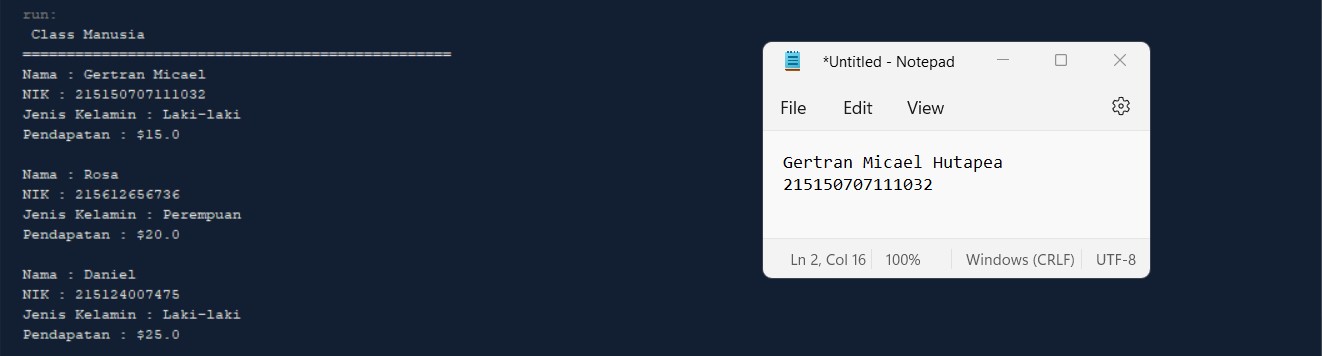 run:
Class Manusia
=================================================
Nama : Gertran Micael
NIK : 215150707111032
Jenis Kelamin : Laki-laki
Pendapatan : $15.0
Nama : Rosa
NIK : 215612656736
Jenis Kelamin : Perempuan
Pendapatan : $20.0
Nama : Daniel
NIK : 215124007475
Jenis Kelamin : Laki-laki
Pendapatan : $25.0
*Untitled - Notepad
File Edit View
Gertran Micael Hutapea
215150707111032
Ln 2, Col 16 100% Windows (CRLF) UTF-8